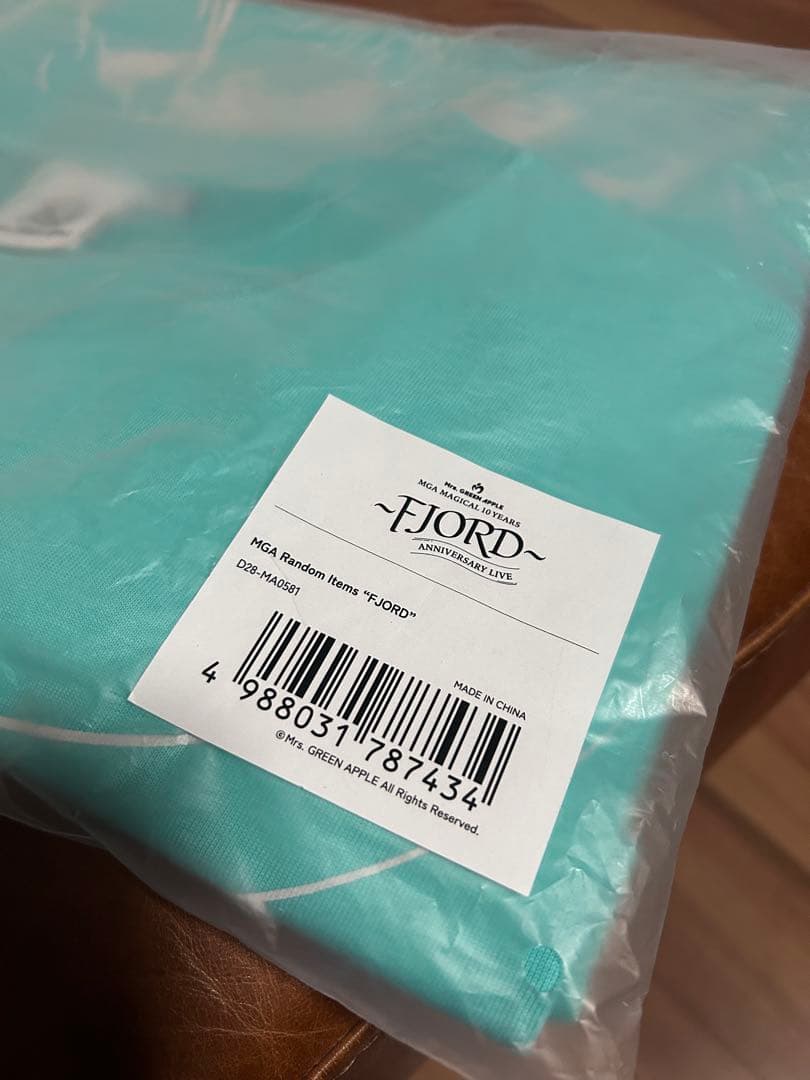 Mrs. GREEN APPLE
MGA MAGICAL 10 YEARS
~FJORD~
ANNIVERSARY LIVE
MGA Random Items “FJORD”
D28-MA0581
MADE IN CHINA
4 988031 787434
©Mrs. GREEN APPLE All Rights Reserved.